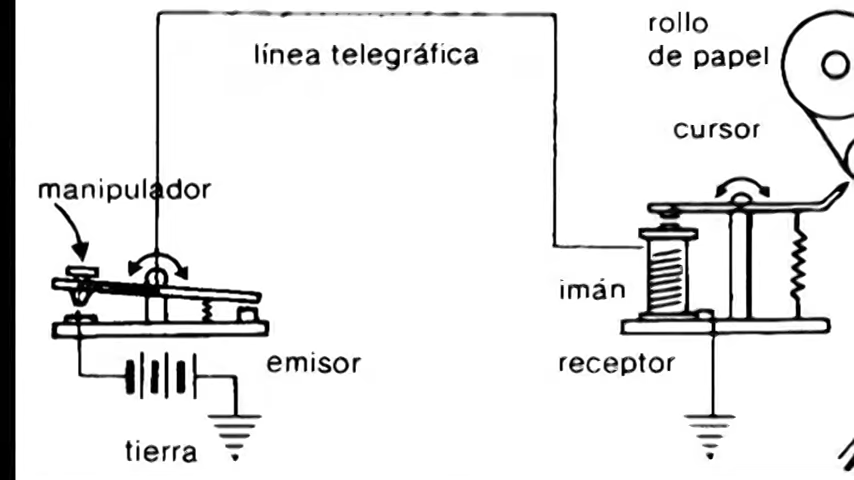 rollo
de papel
línea telegráfica
cursor
manipulador
imán
emisor
receptor
tierra